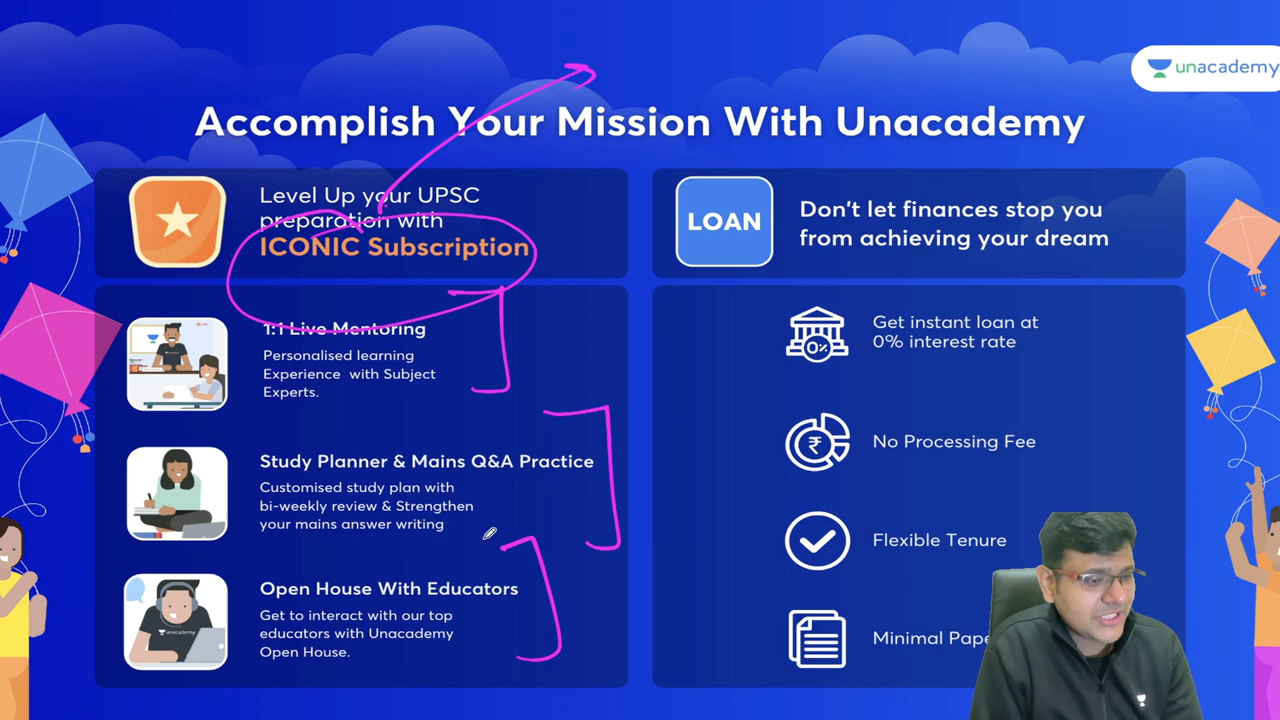 unacademy
Accomplish Your Mission With Unacademy
Level Up your UPSC
preparation with
ICONIC Subscription
1:1 Live Mentoring
Personalised learning
Experience with Subject
Experts.
Study Planner & Mains Q&A Practice
Customised study plan with
bi-weekly review & Strengthen
your mains answer writing
Open House With Educators
unacademy
Get to interact with our top
educators with Unacademy
Open House.
LOAN
Don't let finances stop you
from achieving your dream
0%
Get instant loan at
0% interest rate
₹
No Processing Fee
Flexible Tenure
Minimal